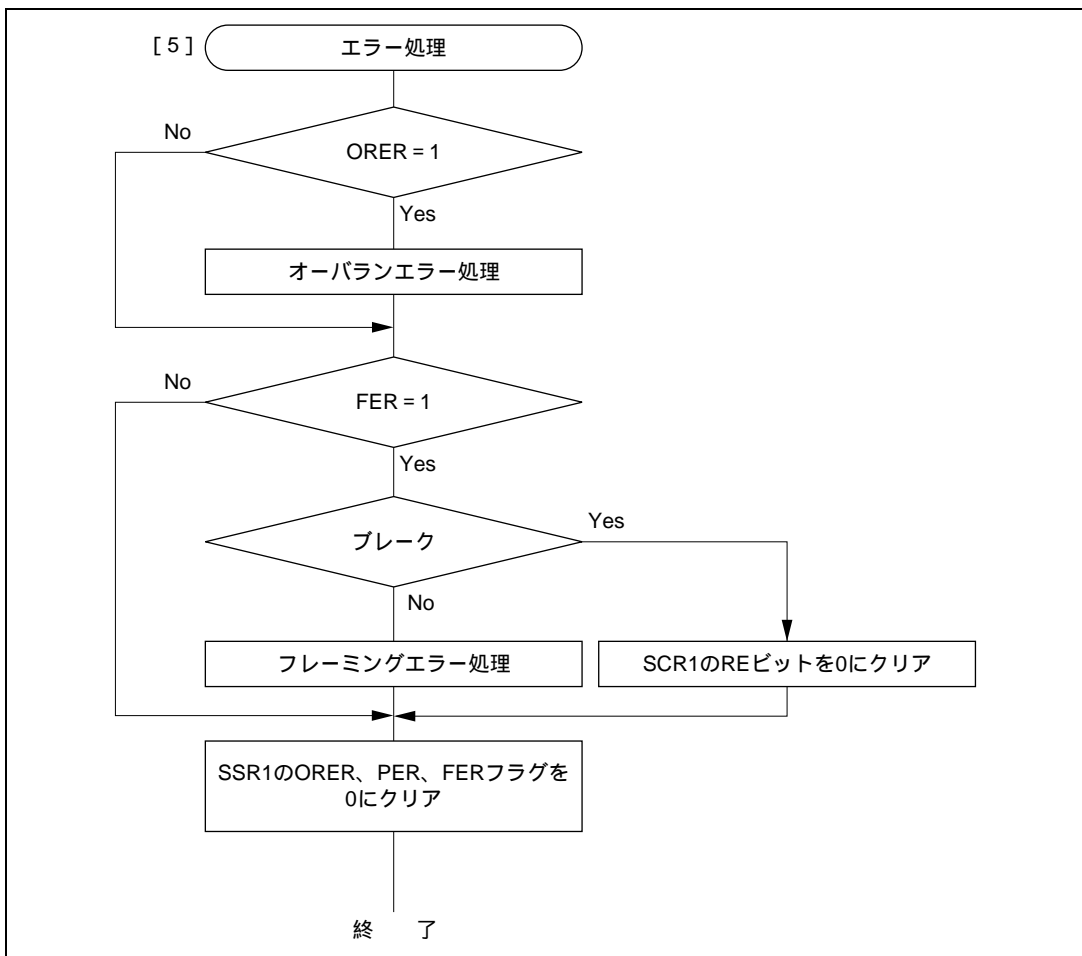 [ 5 ]
エラー処理
No
ORER = 1
Yes
オーバランエラー処理
No
FER = 1
Yes
Yes
ブレーク
No
フレーミングエラー処理
SCR1のREビットを0にクリア
SSR1のORER、PER、FERフラグを
0にクリア
終 了